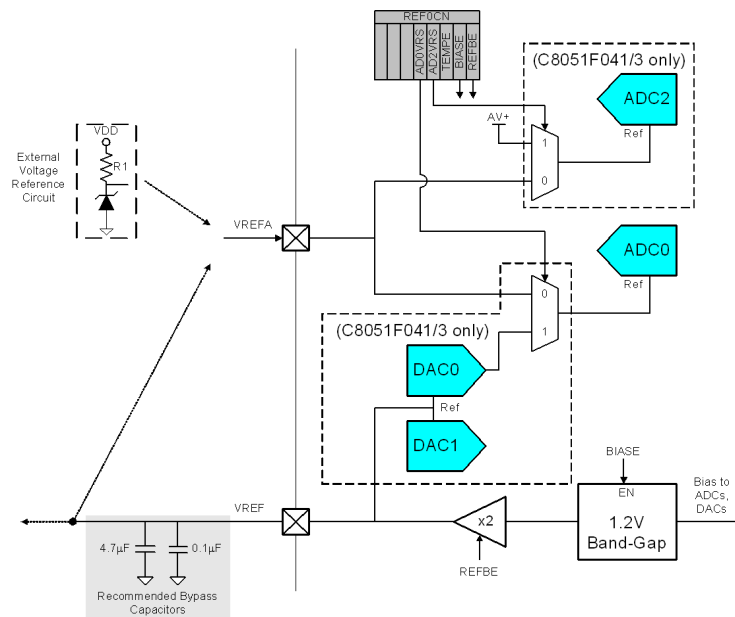 REF0CN
AD0VRS
AD2VRS
TEMPE
BIASE
REFBE
(C8051F041/3 only)
ADC2
Ref
AV+
1
0
VDD
R1
External
Voltage
Reference
Circuit
VREFA
ADC0
Ref
0
1
(C8051F041/3 only)
DAC0
Ref
DAC1
BIASE
EN
1.2V
Band-Gap
Bias to
ADCs,
DACs
VREF
x2
REFBE
4.7µF
0.1µF
Recommended Bypass
Capacitors